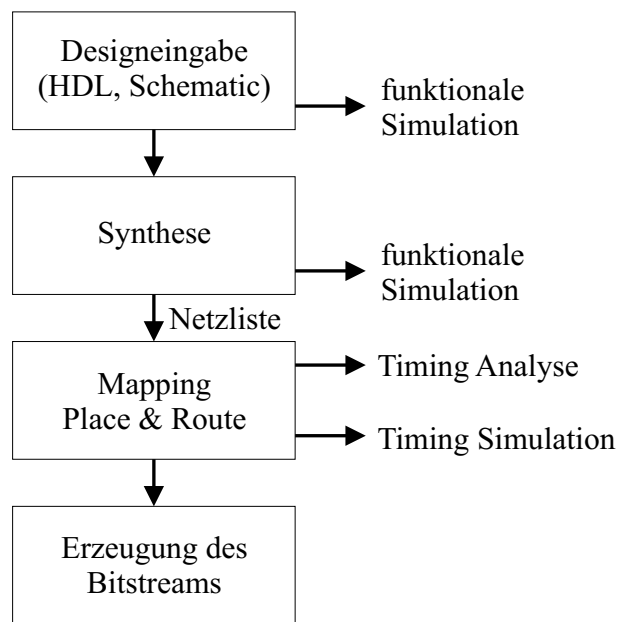 Designeingabe
(HDL, Schematic)
funktionale
Simulation
Synthese
funktionale
Simulation
Netzliste
Mapping
Place & Route
Timing Analyse
Timing Simulation
Erzeugung des
Bitstreams